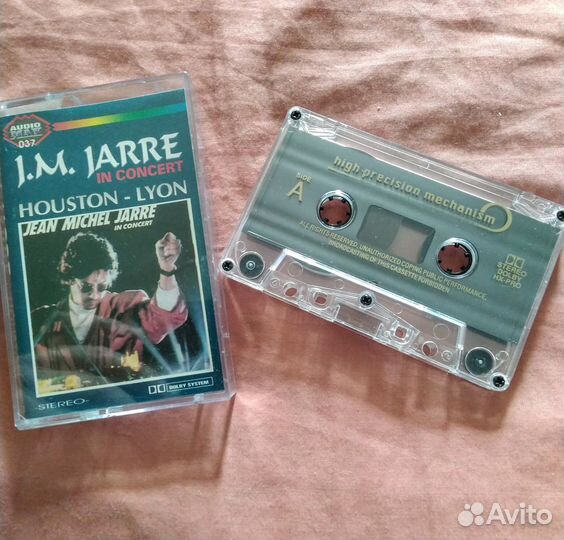 AUDIO
MAX
037
J.M. JARRE
IN CONCERT
HOUSTON - LYON
JEAN MICHEL JARRE
IN CONCERT
DOLBY SYSTEM
-STEREO-
high precision mechanism
SIDE
A
ALL RIGHTS RESERVED. UNAUTHORIZED COPING PUBLIC PERFORMANCE,
BROADCASTING OF THIS CASSETTE FORBIDDEN
STEREO
DOLBY
HX-PRO
Avito